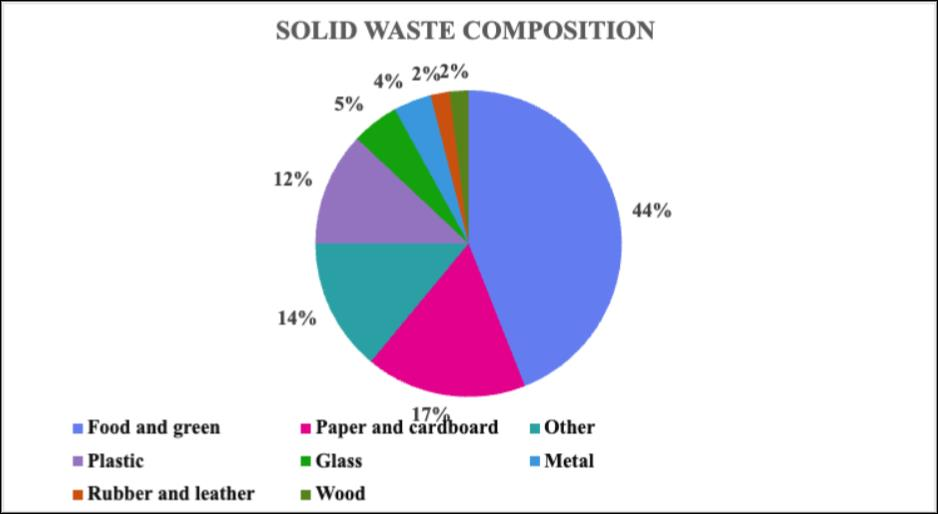 SOLID WASTE COMPOSITION
4% 2% 2%
5%
12%
44%
14%
17%
Food and green Paper and cardboard Other
Plastic Glass Metal
Rubber and leather Wood